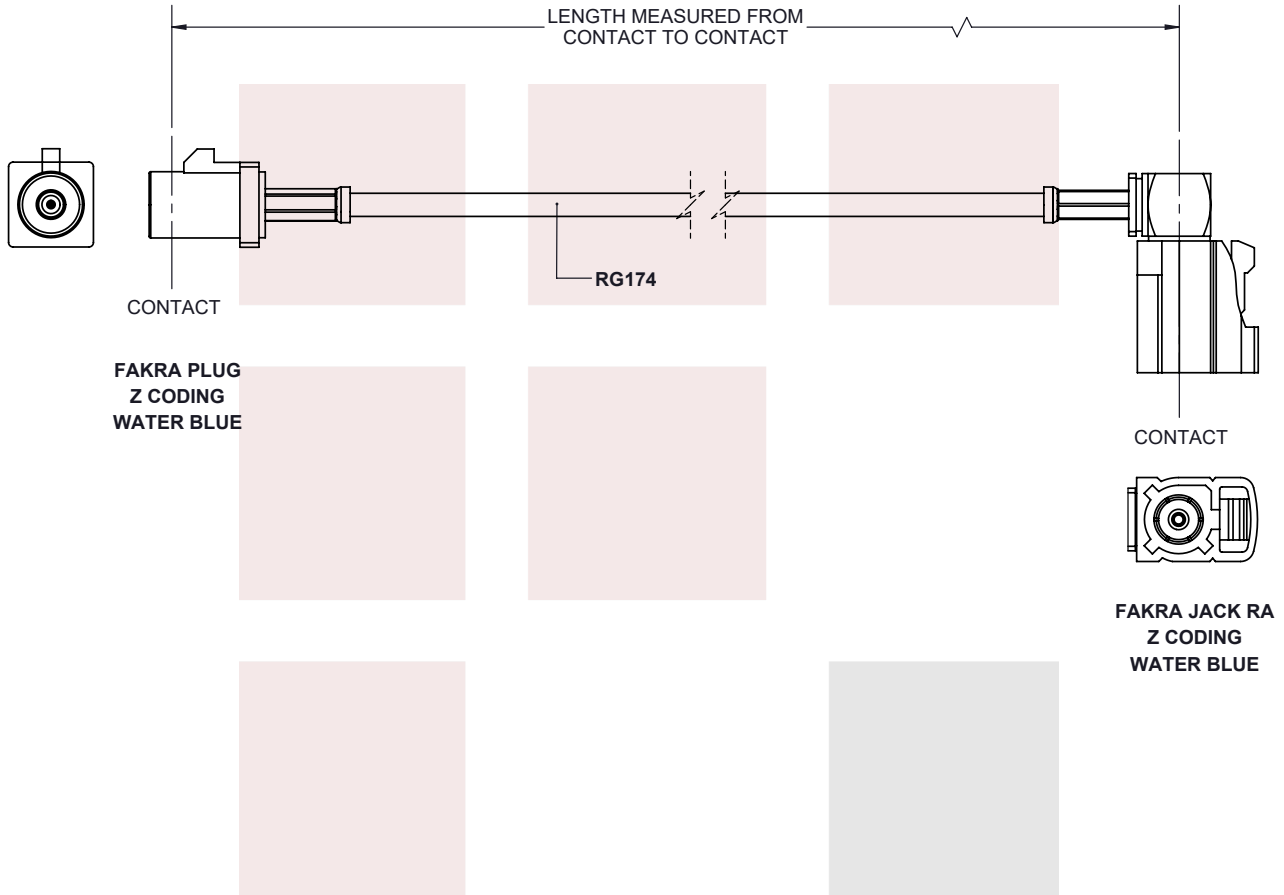 LENGTH MEASURED FROM
CONTACT TO CONTACT
RG174
CONTACT
FAKRA PLUG
Z CODING
WATER BLUE
CONTACT
FAKRA JACK RA
Z CODING
WATER BLUE